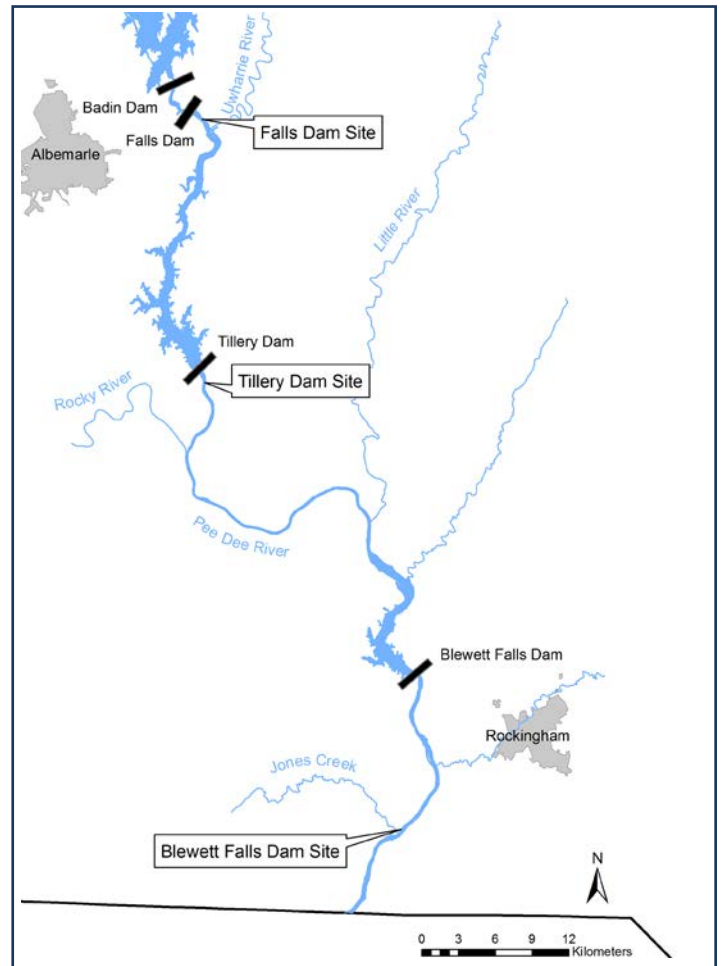 Uwharrie River
Badin Dam
Falls Dam
Falls Dam Site
Albemarle
Little River
Tillery Dam
Tillery Dam Site
Rocky River
Pee Dee River
Blewett Falls Dam
Rockingham
Jones Creek
Blewett Falls Dam Site
N
0 3 6 9 12
Kilometers